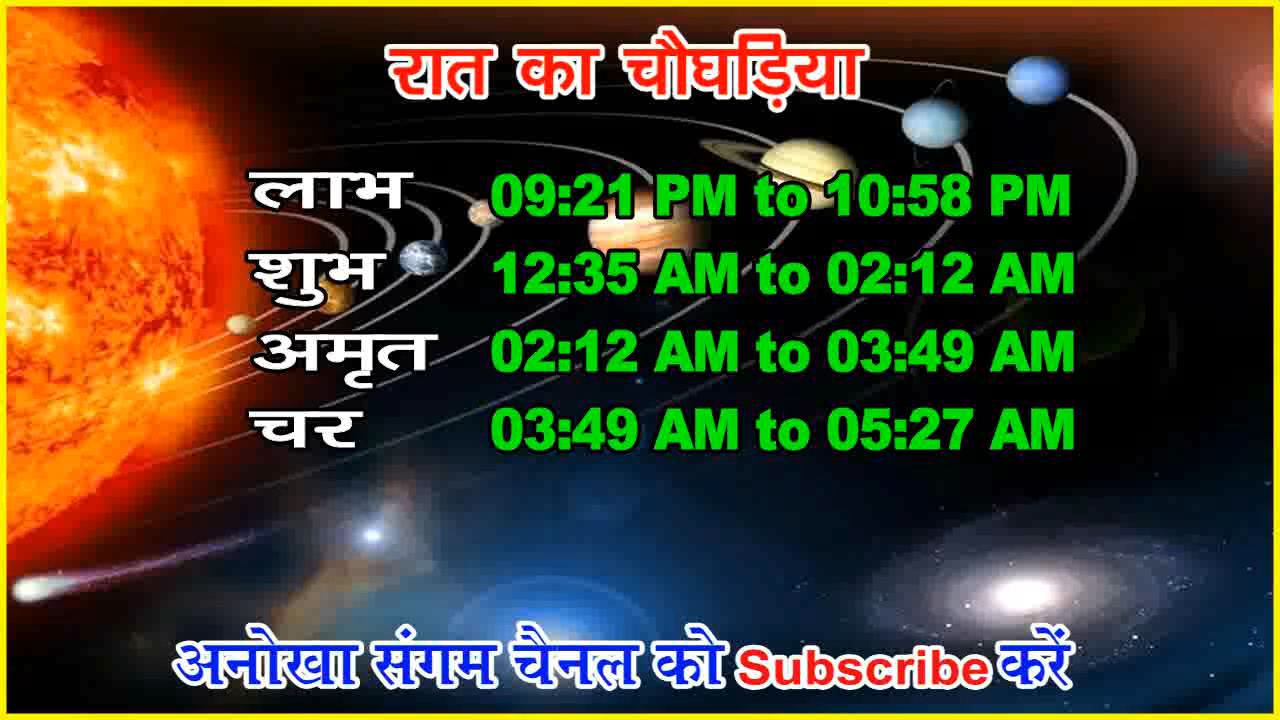 रात का चौघड़िया
लाभ 09:21 PM to 10:58 PM
शुभ 12:35 AM to 02:12 AM
अमृत 02:12 AM to 03:49 AM
चर 03:49 AM to 05:27 AM
अनोखा संगम चैनल को Subscribe करें